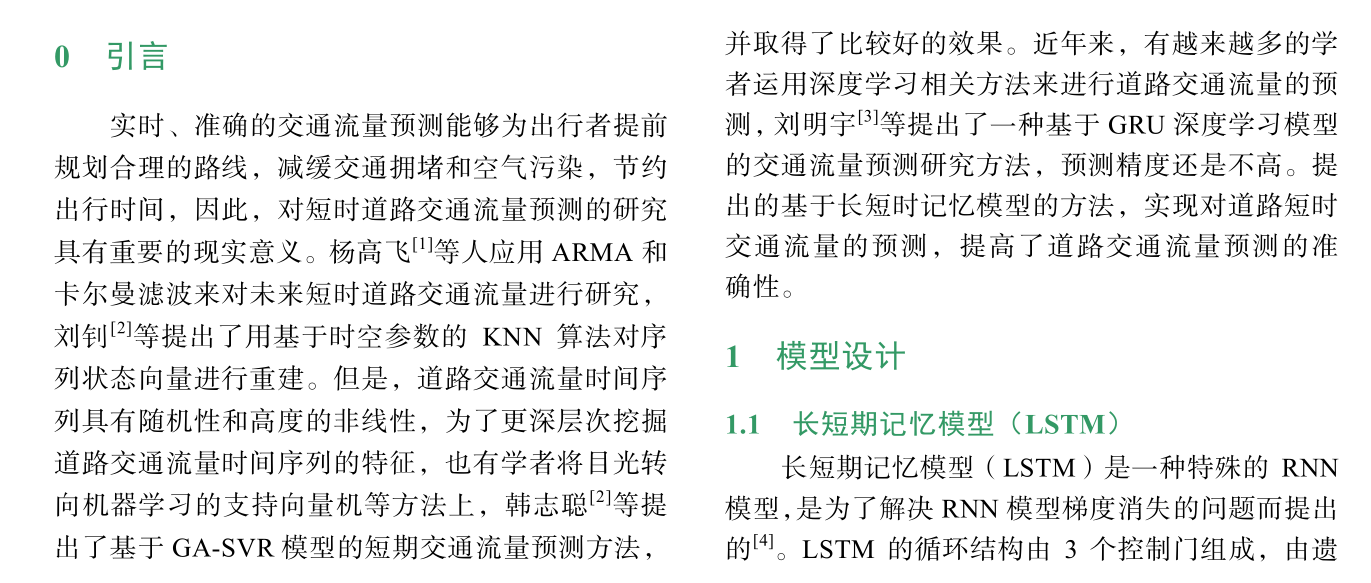 0 引言
实时、准确的交通流量预测能够为出行者提前
规划合理的路线，减缓交通拥堵和空气污染，节约
出行时间，因此，对短时道路交通流量预测的研究
具有重要的现实意义。杨高飞[1]等人应用 ARMA 和
卡尔曼滤波来对未来短时道路交通流量进行研究，
刘钊[2]等提出了用基于时空参数的 KNN 算法对序
列状态向量进行重建。但是，道路交通流量时间序
列具有随机性和高度的非线性，为了更深层次挖掘
道路交通流量时间序列的特征，也有学者将目光转
向机器学习的支持向量机等方法上，韩志聪[2]等提
出了基于 GA-SVR 模型的短期交通流量预测方法，
并取得了比较好的效果。近年来，有越来越多的学
者运用深度学习相关方法来进行道路交通流量的预
测，刘明宇[3]等提出了一种基于 GRU 深度学习模型
的交通流量预测研究方法，预测精度还是不高。提
出的基于长短时记忆模型的方法，实现对道路短时
交通流量的预测，提高了道路交通流量预测的准
确性。
1 模型设计
1.1 长短期记忆模型（LSTM）
长短期记忆模型（LSTM）是一种特殊的 RNN
模型，是为了解决 RNN 模型梯度消失的问题而提出
的[4]。LSTM 的循环结构由 3 个控制门组成，由遗